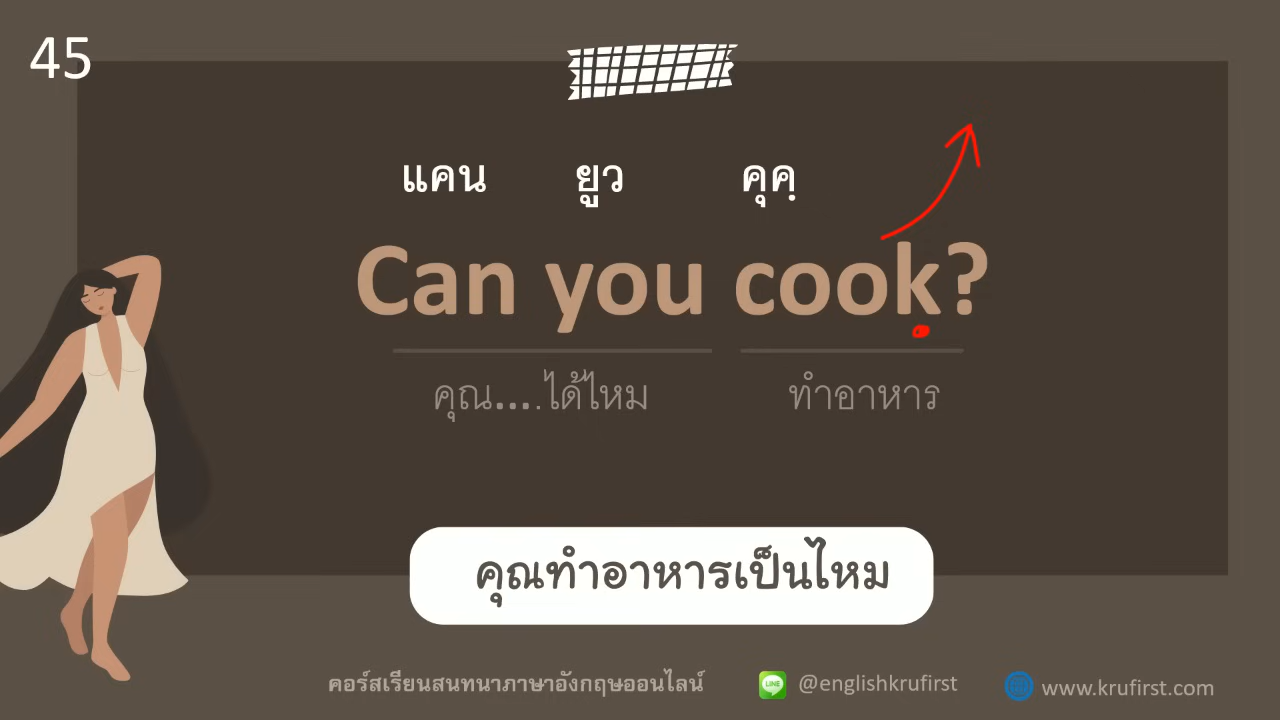 45
แคน ยูว คุคฺ
Can you cook?
คุณ.....ได้ไหม ทำอาหาร
คุณทำอาหารเป็นไหม
คอร์สเรียนสนทนาภาษาอังกฤษออนไลน์ LINE @englishkrufirst www.krufirst.com